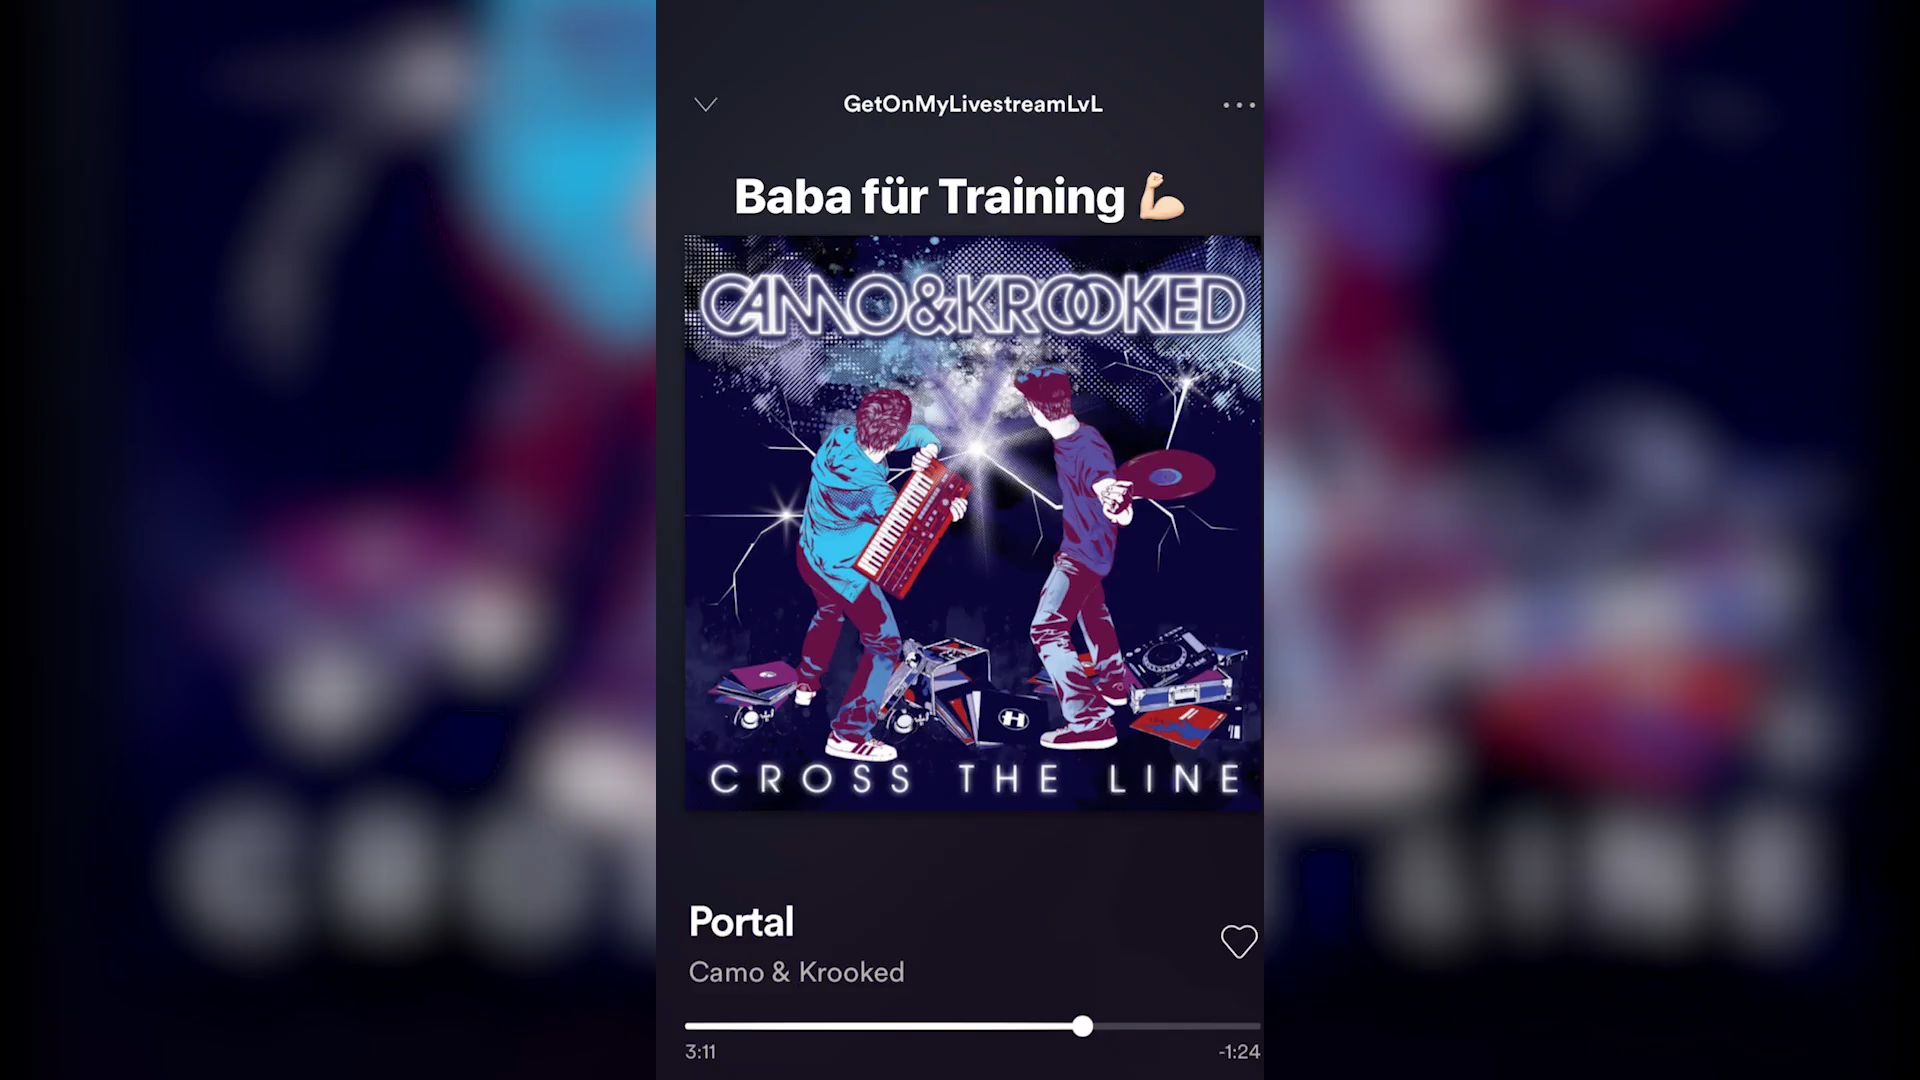 GetOnMyLivestreamLvL
Baba für Training 💪🏻
CAMO&KROOKED
CROSS THE LINE
Portal
Camo & Krooked
3:11
-1:24